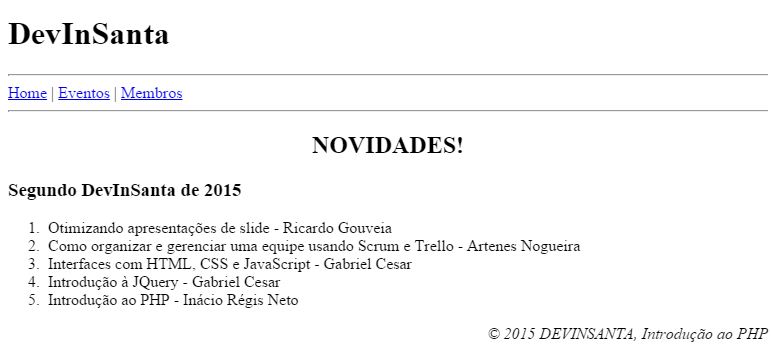 DevInSanta
Home | Eventos | Membros
NOVIDADES!
Segundo DevInSanta de 2015
1. Otimizando apresentações de slide - Ricardo Gouveia
2. Como organizar e gerenciar uma equipe usando Scrum e Trello - Artenes Nogueira
3. Interfaces com HTML, CSS e JavaScript - Gabriel Cesar
4. Introdução à JQuery - Gabriel Cesar
5. Introdução ao PHP - Inácio Régis Neto
© 2015 DEVINSANTA, Introdução ao PHP